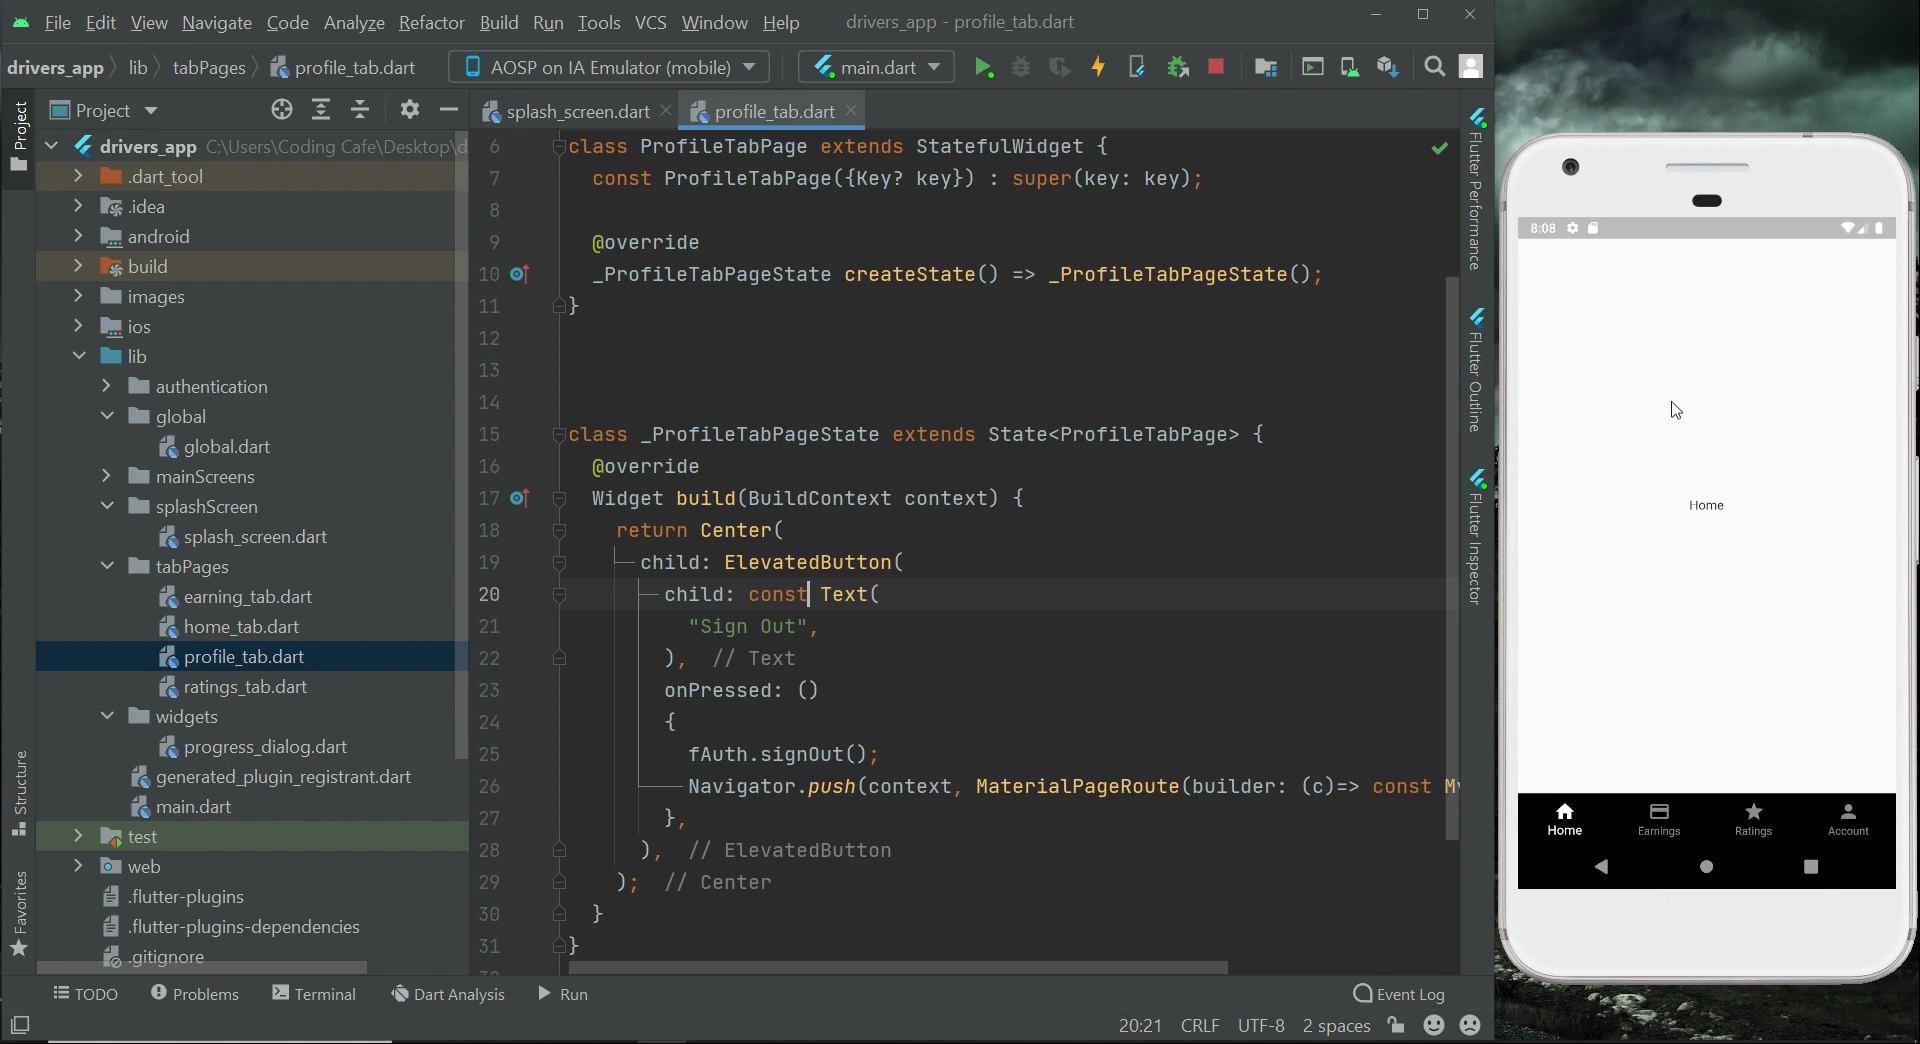 File Edit View Navigate Code Analyze Refactor Build Run Tools VCS Window Help drivers_app - profile_tab.dart
drivers_app lib tabPages profile_tab.dart AOSP on IA Emulator (mobile) main.dart
Project
splash_screen.dart profile_tab.dart
Project
Structure
Favorites
drivers_app C:\Users\Coding Cafe\Desktop\d
.dart_tool
.idea
android
build
images
ios
lib
authentication
global
global.dart
mainScreens
splashScreen
splash_screen.dart
tabPages
earning_tab.dart
home_tab.dart
profile_tab.dart
ratings_tab.dart
widgets
progress_dialog.dart
generated_plugin_registrant.dart
main.dart
test
web
.flutter-plugins
.flutter-plugins-dependencies
.gitignore
6 class ProfileTabPage extends StatefulWidget {
7 const ProfileTabPage({Key? key}) : super(key: key);
8
9 @override
10 _ProfileTabPageState createState() => _ProfileTabPageState();
11 }
12
13
14
15 class _ProfileTabPageState extends State<ProfileTabPage> {
16 @override
17 Widget build(BuildContext context) {
18 return Center(
19 child: ElevatedButton(
20 child: const Text(
21 "Sign Out",
22 ), // Text
23 onPressed: ()
24 {
25 fAuth.signOut();
26 Navigator.push(context, MaterialPageRoute(builder: (c)=> const My
27 },
28 ), // ElevatedButton
29 ); // Center
30 }
31 }
Flutter Performance
Flutter Outline
Flutter Inspector
TODO Problems Terminal Dart Analysis Run Event Log
20:21 CRLF UTF-8 2 spaces
8:08
Home
Home Earnings Ratings Account